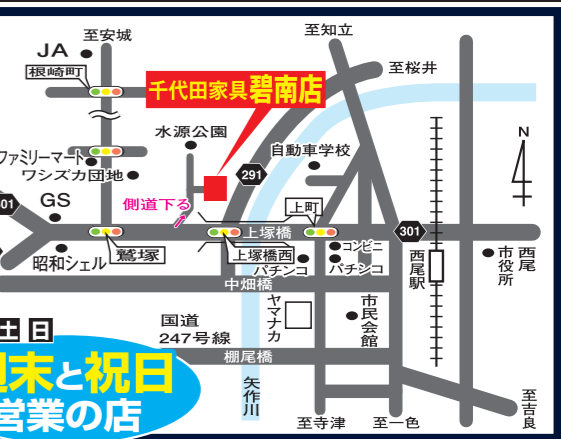 至安城
至知立
JA
根崎町
至桜井
千代田家具碧南店
水源公園
自動車学校
N
ファミリーマート
ワシズカ団地
291
側道下る
上町
01
GS
上塚橋
301
昭和シェル
鷲塚
上塚橋西
パチンコ
コンビニ
パチンコ
西尾駅
市役所
西尾
中畑橋
ヤマナカ
市民会館
国道
247号線
棚尾橋
矢作川
至寺津
至一色
至吉良
土日
末と祝日
営業の店